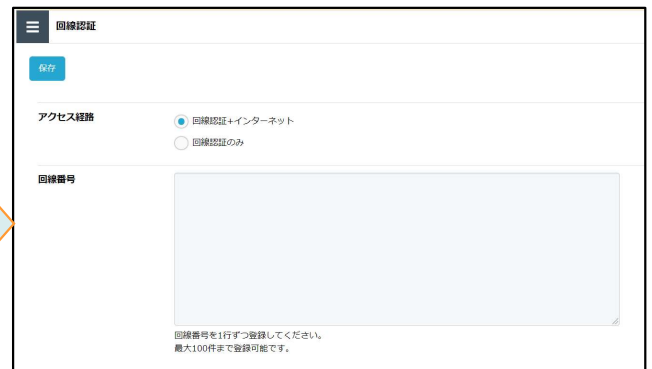 回線認証
保存
アクセス経路
回線認証+インターネット
回線認証のみ
回線番号
回線番号を1行ずつ登録してください。
最大100件まで登録可能です。